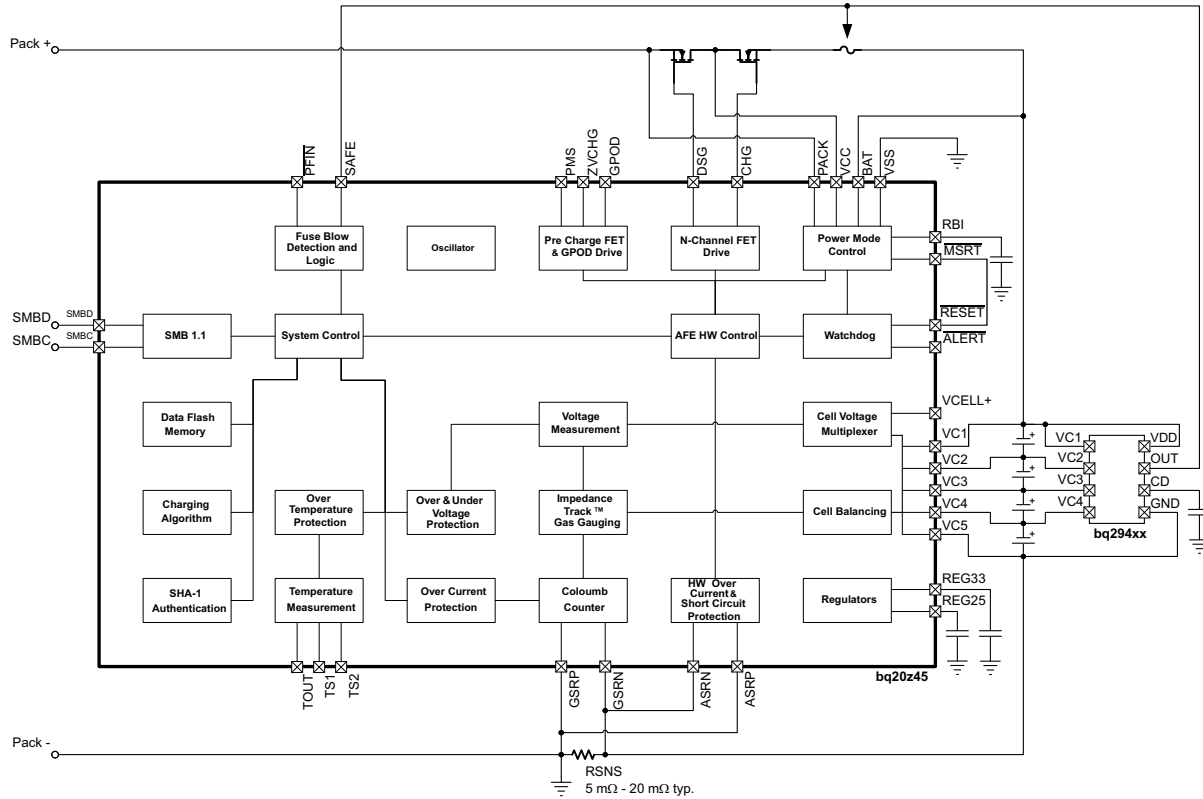 Pack +
PFIN
SAFE
PMS
ZVCHG
GPOD
DSG
CHG
PACK
VCC
BAT
VSS
Fuse Blow
Detection and
Logic
Oscillator
Pre Charge FET
& GPOD Drive
N-Channel FET
Drive
Power Mode
Control
RBI
MSRT
RESET
ALERT
SMBD
SMBD
SMBC
SMBC
SMB 1.1
System Control
AFE HW Control
Watchdog
Data Flash
Memory
Voltage
Measurement
Cell Voltage
Multiplexer
VCELL+
VC1
VC2
VC3
VC4
VC5
+
+
+
+
VC1
VC2
VC3
VC4
VDD
OUT
CD
GND
bq294xx
Charging
Algorithm
Over
Temperature
Protection
Over & Under
Voltage
Protection
Impedance
Track ™
Gas Gauging
Cell Balancing
SHA-1
Authentication
Temperature
Measurement
Over Current
Protection
Coloumb
Counter
HW Over
Current &
Short Circuit
Protection
Regulators
REG33
REG25
bq20z45
TOUT
TS1
TS2
GSRP
GSRN
ASRN
ASRP
Pack -
RSNS
5 mΩ - 20 mΩ typ.